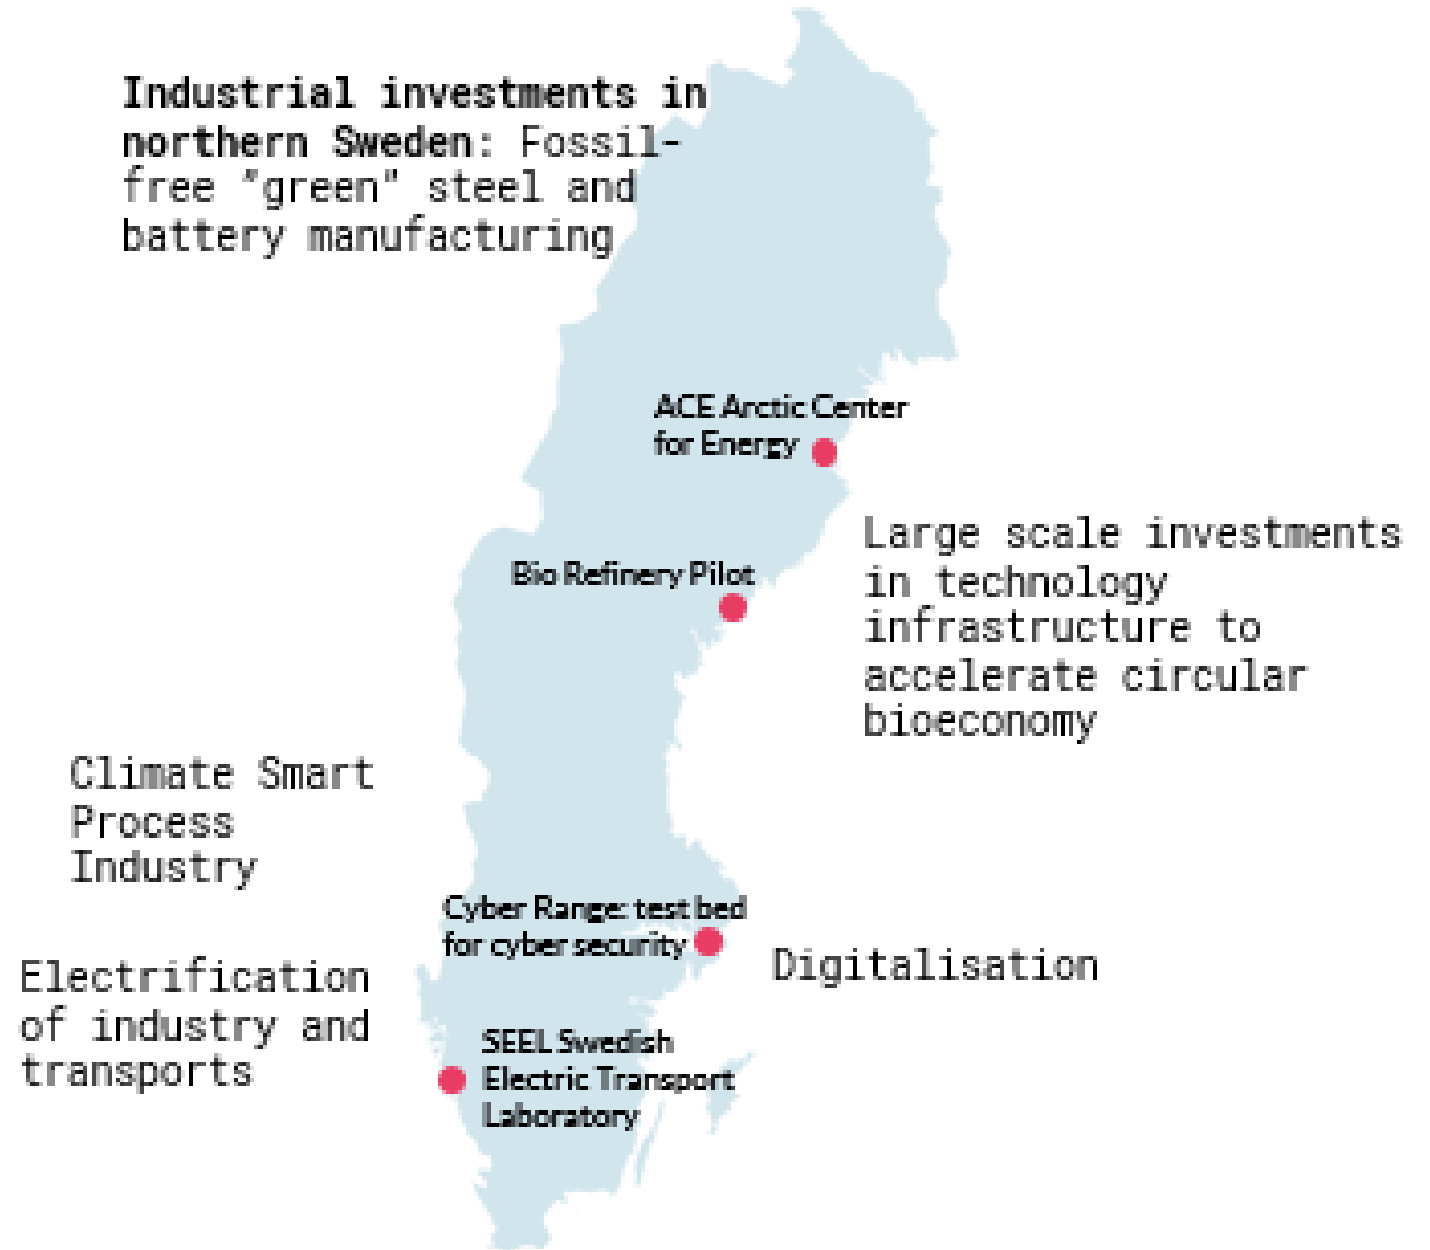 Industrial investments in
northern Sweden: Fossil-
free "green" steel and
battery manufacturing
ACE Arctic Center
for Energy
Large scale investments
in technology
infrastructure to
accelerate circular
bioeconomy
Bio Refinery Pilot
Climate Smart
Process
Industry
Cyber Range: test bed
for cyber security
Digitalisation
Electrification
of industry and
transports
SEEL Swedish
Electric Transport
Laboratory